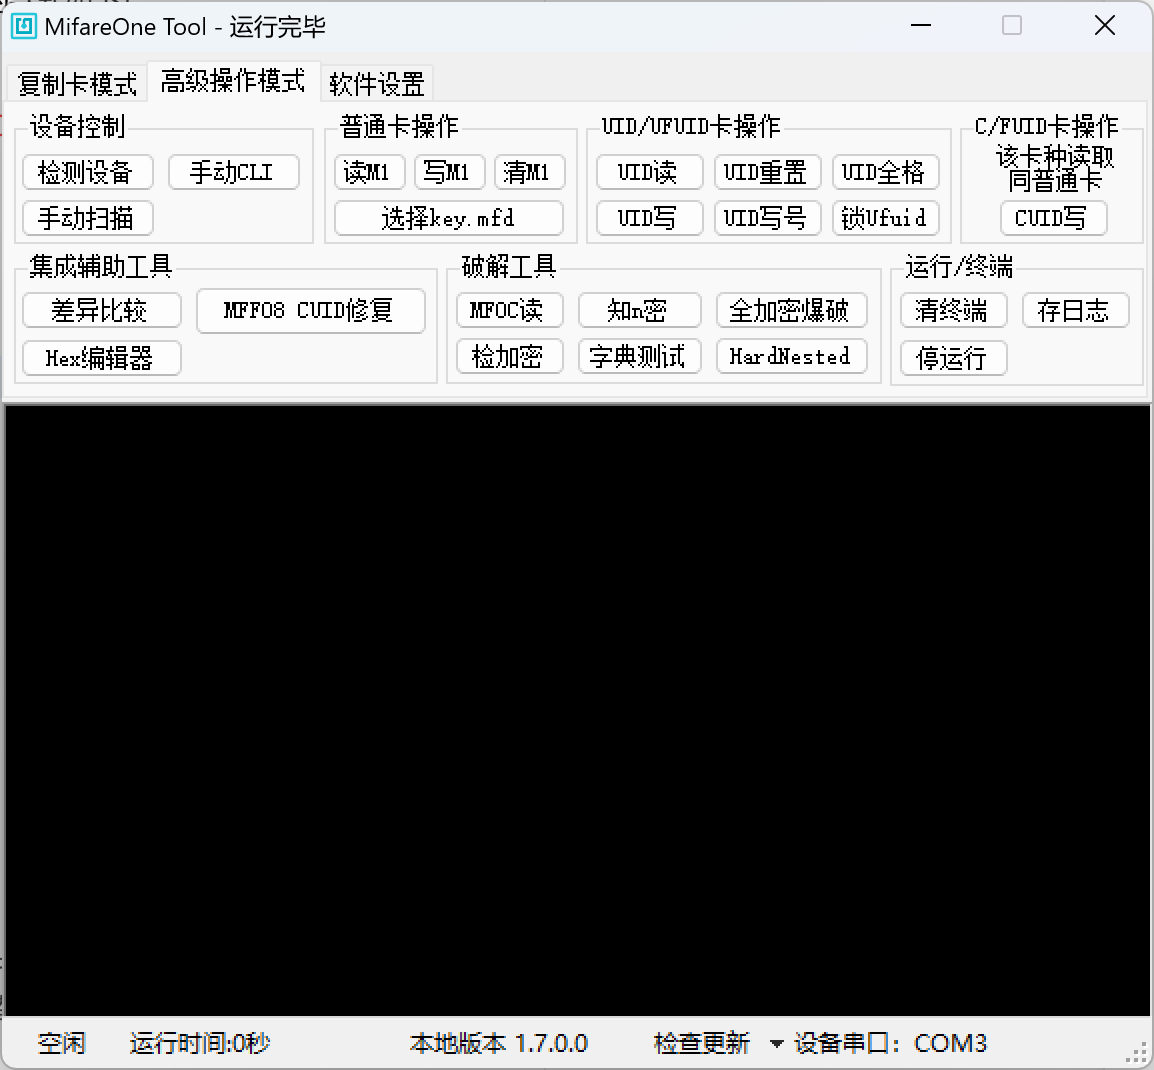 MifareOne Tool - 运行完毕
复制卡模式 高级操作模式 软件设置
设备控制
检测设备 手动CLI
手动扫描
普通卡操作
读M1 写M1 清M1
选择key.mfd
UID/UFUID卡操作
UID读 UID重置 UID全格
UID写 UID写号 锁Ufuid
C/FUID卡操作
该卡种读取
同普通卡
CUID写
集成辅助工具
差异比较 MFF08 CUID修复
Hex编辑器
破解工具
MFOC读 知n密 全加密爆破
检加密 字典测试 HardNested
运行/终端
清终端 存日志
停运行
空闲 运行时间:0秒 本地版本 1.7.0.0 检查更新 设备串口： COM3